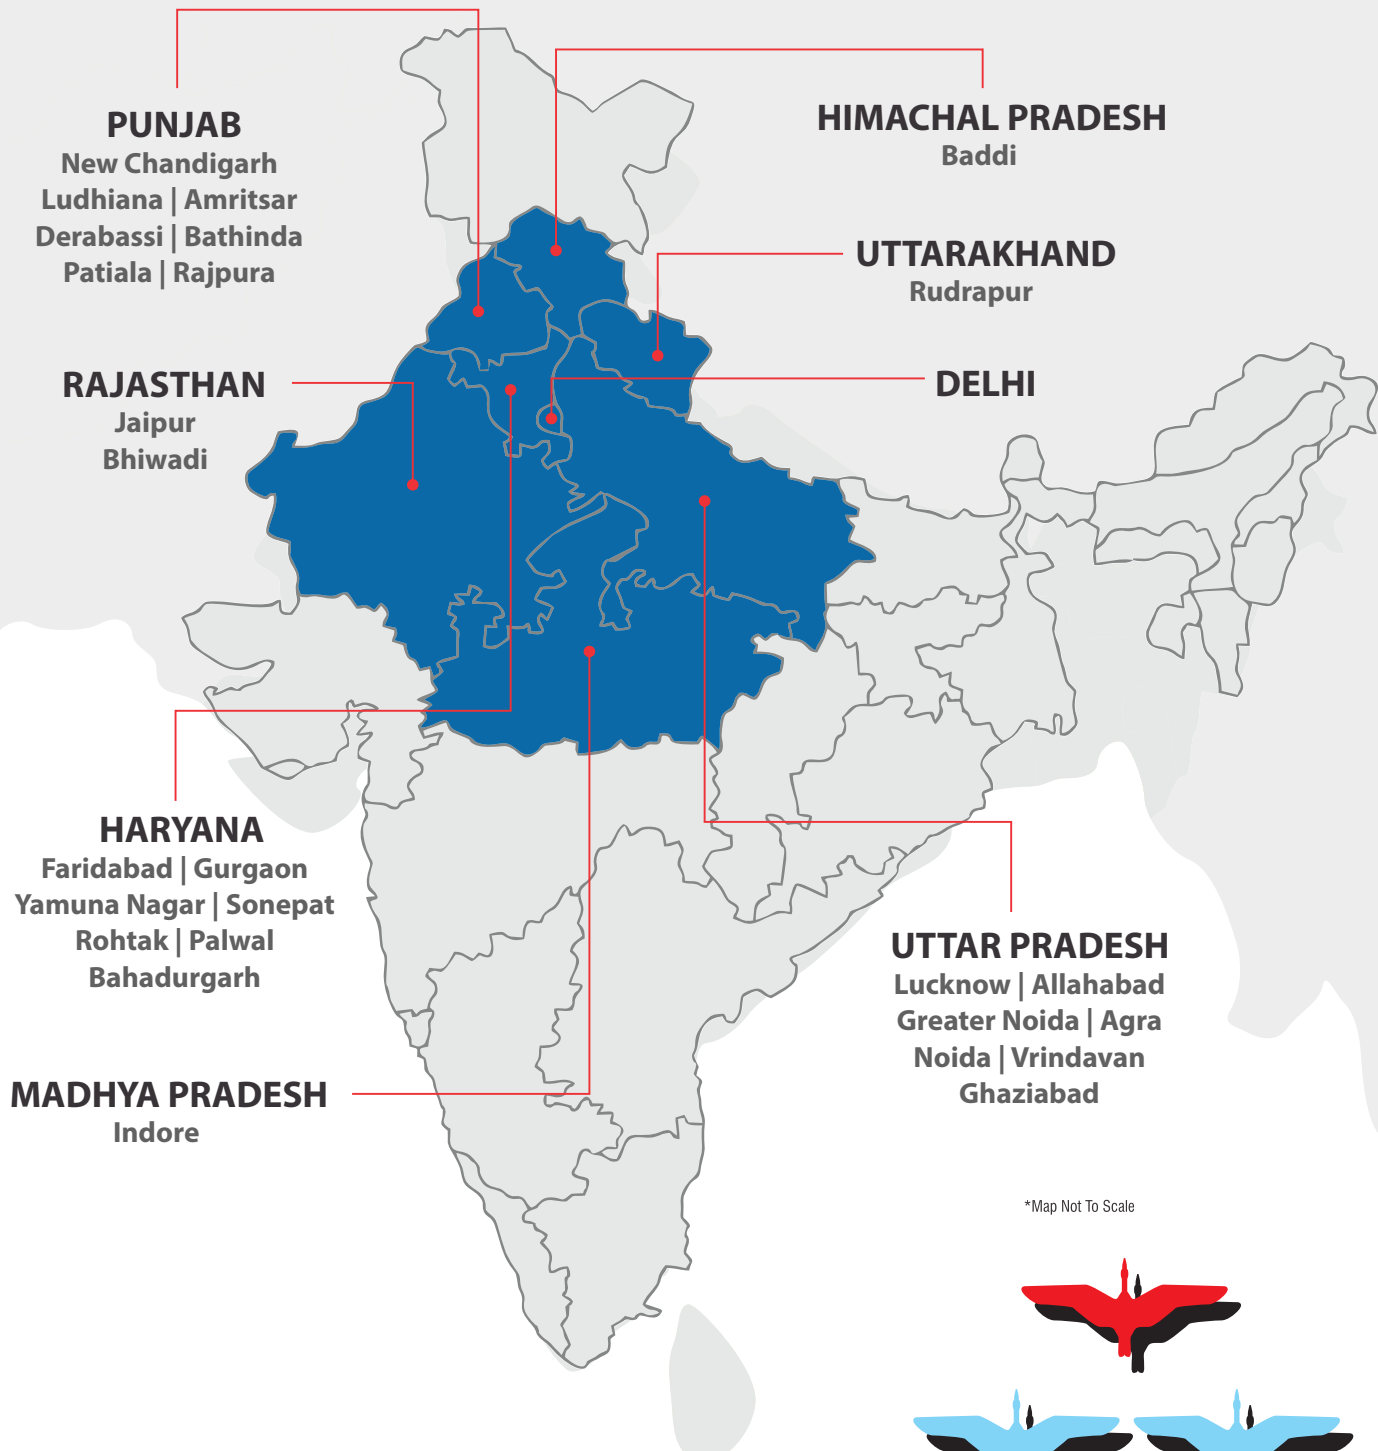 PUNJAB
New Chandigarh
Ludhiana | Amritsar
Derabassi | Bathinda
Patiala | Rajpura
HIMACHAL PRADESH
Baddi
UTTARAKHAND
Rudrapur
RAJASTHAN
Jaipur
Bhiwadi
DELHI
HARYANA
Faridabad | Gurgaon
Yamuna Nagar | Sonepat
Rohtak | Palwal
Bahadurgarh
UTTAR PRADESH
Lucknow | Allahabad
Greater Noida | Agra
Noida | Vrindavan
Ghaziabad
MADHYA PRADESH
Indore
*Map Not To Scale